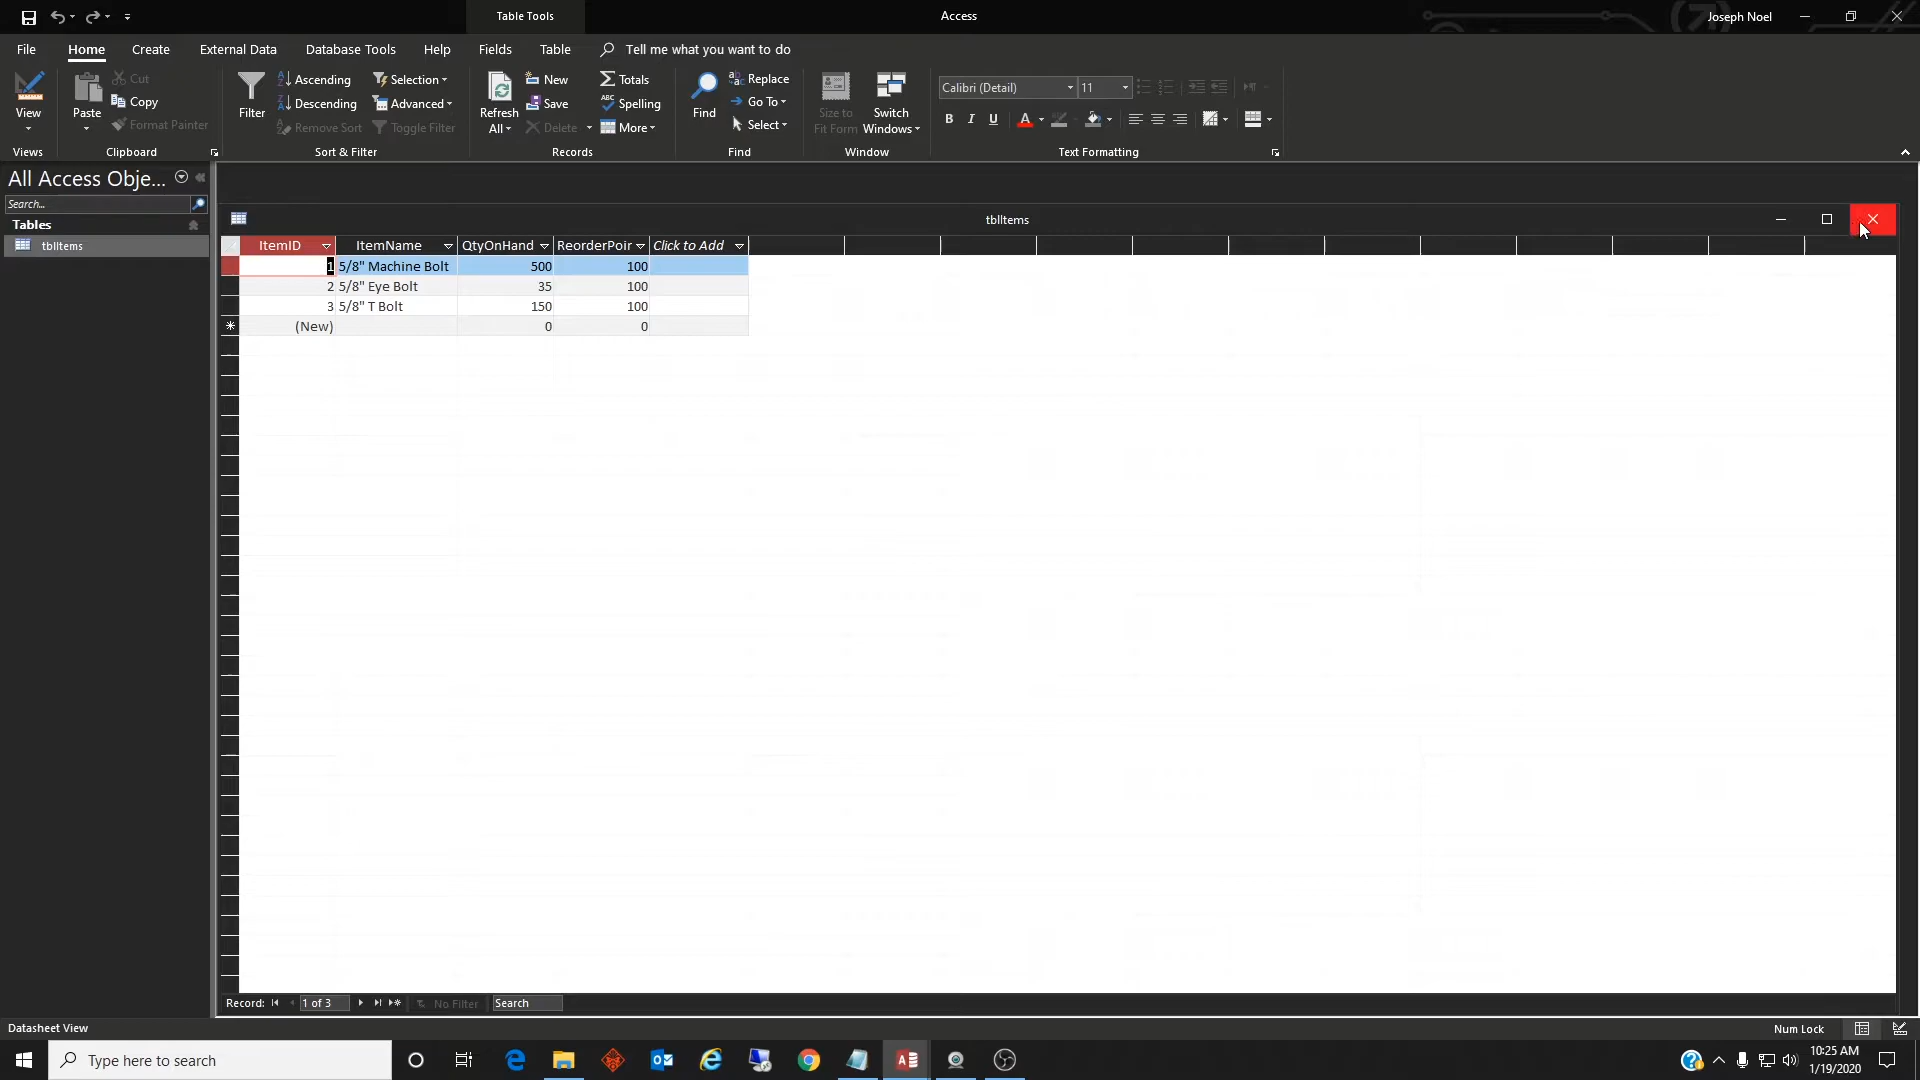 Table Tools
Access
Joseph Noel
File Home Create External Data Database Tools Help Fields Table Tell me what you want to do
View
Views
Paste
Cut
Copy
Format Painter
Clipboard
Filter
Ascending
Descending
Remove Sort
Selection
Advanced
Toggle Filter
Sort & Filter
Refresh
All
New
Save
Delete
Totals
Spelling
More
Records
Find
Replace
Go To
Select
Find
Size to
Fit Form
Switch
Windows
Window
Calibri (Detail) 11
B I U A
Text Formatting
All Access Obje...
Search...
Tables
tblItems
tblItems
ItemID ItemName QtyOnHand ReorderPoir Click to Add
1 5/8" Machine Bolt 500 100
2 5/8" Eye Bolt 35 100
3 5/8" T Bolt 150 100
(New) 0 0
Record: 1 of 3 No Filter Search
Datasheet View
Num Lock
Type here to search
10:25 AM
1/19/2020